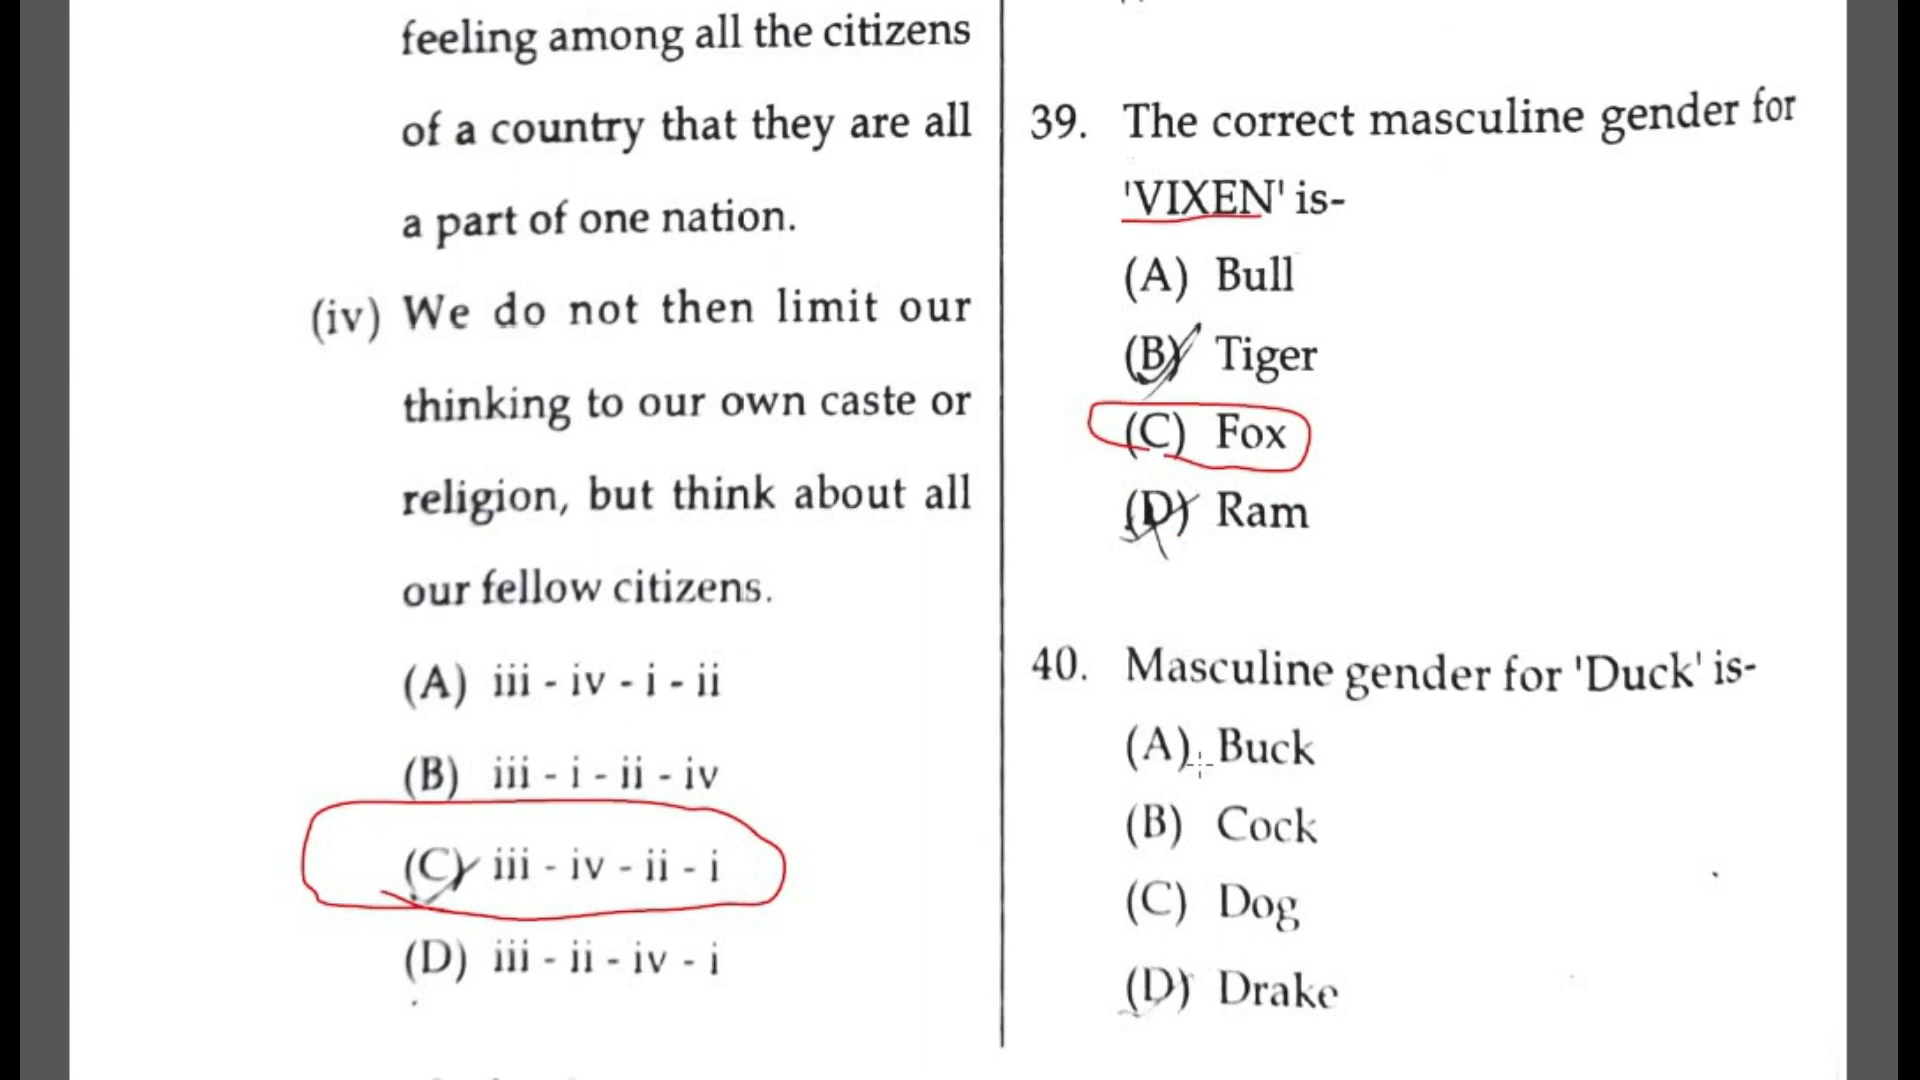 feeling among all the citizens
of a country that they are all
a part of one nation.
(iv) We do not then limit our
thinking to our own caste or
religion, but think about all
our fellow citizens.
(A) iii - iv - i - ii
(B) iii - i - ii - iv
(C) iii - iv - ii - i
(D) iii - ii - iv - i
39. The correct masculine gender for
'VIXEN' is-
(A) Bull
(B) Tiger
(C) Fox
(D) Ram
40. Masculine gender for 'Duck' is-
(A) Buck
(B) Cock
(C) Dog
(D) Drake